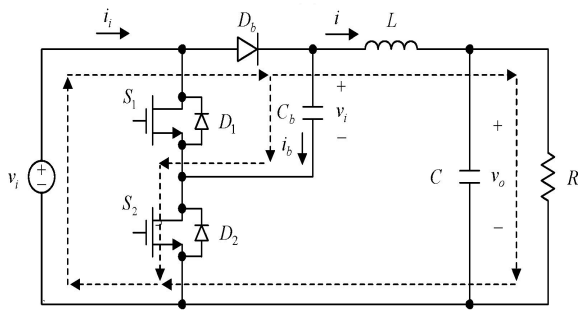 i_i
D_b
i
L
S_1
D_1
C_b
+
v_i
−
i_b
v_i
+
−
S_2
D_2
C
+
v_o
−
R